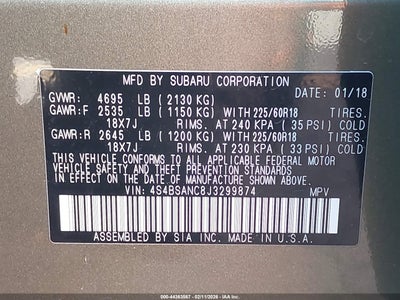 MFD BY SUBARU CORPORATION
GVWR: 4695 LB (2130 KG) DATE: 01/18
GAWR:F 2535 LB (1150 KG) WITH 225/60R18 TIRES.
18X7J RIMS. AT 240 KPA (35 PSI) COLD
GAWR:R 2645 LB (1200 KG) WITH 225/60R18 TIRES.
18X7J RIMS. AT 230 KPA (33 PSI) COLD
THIS VEHICLE CONFORMS TO ALL APPLICABLE FEDERAL MOTOR
VEHICLE SAFETY AND THEFT PREVENTION STANDARDS IN
EFFECT ON THE DATE OF MANUFACTURE SHOWN ABOVE.
VIN: 4S4BSANC8J3299874 MPV
ASSEMBLED BY SIA INC. MADE IN U.S.A.